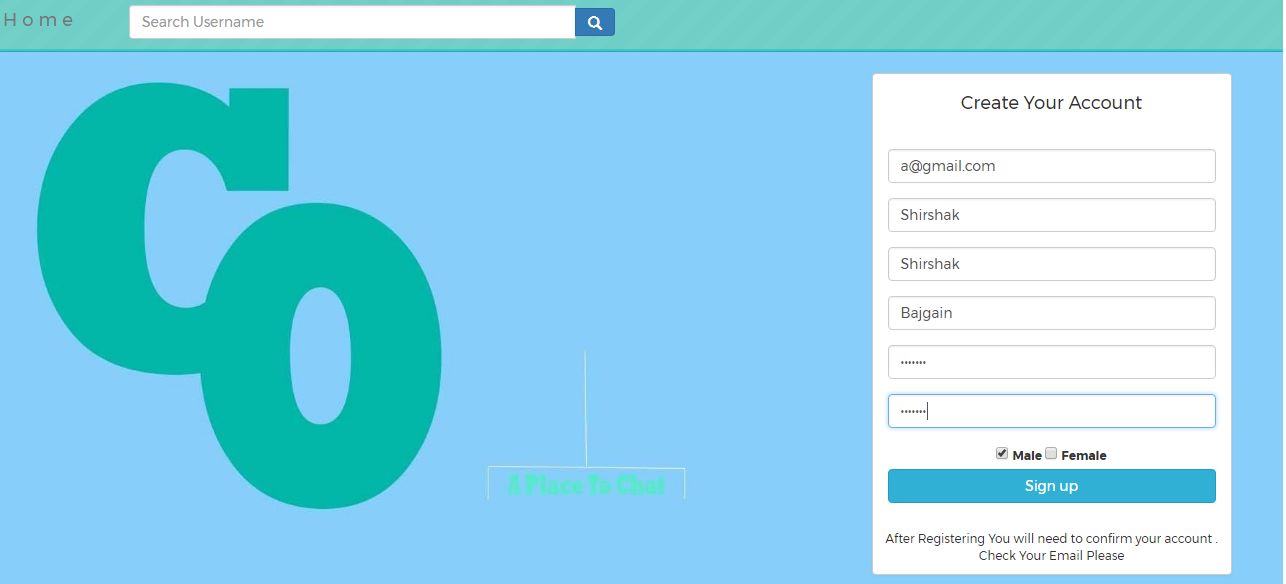 Home
Search Username
CO
A Place To Chat
Create Your Account
a@gmail.com
Shirshak
Shirshak
Bajgain
•••••••
•••••••
Male Female
Sign up
After Registering You will need to confirm your account .
Check Your Email Please